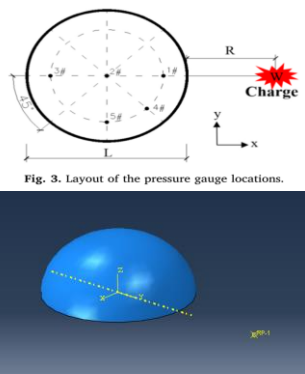 R
3# 2# 1# W
Charge
4#
45°
5#
y
x
L
Fig. 3. Layout of the pressure gauge locations.
Z
X Y
RP-1